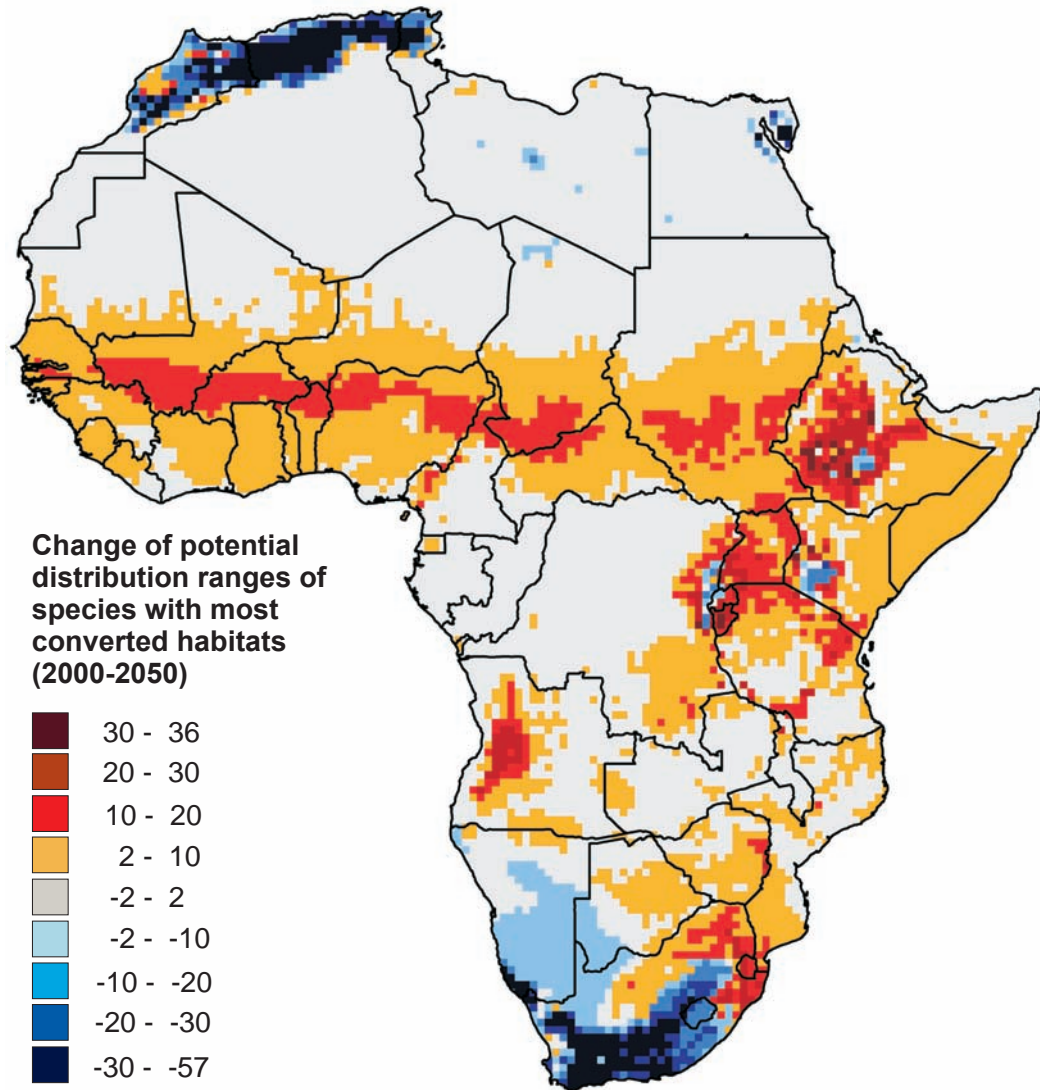 Change of potential
distribution ranges of
species with most
converted habitats
(2000-2050)
30 - 36
20 - 30
10 - 20
2 - 10
-2 - 2
-2 - -10
-10 - -20
-20 - -30
-30 - -57